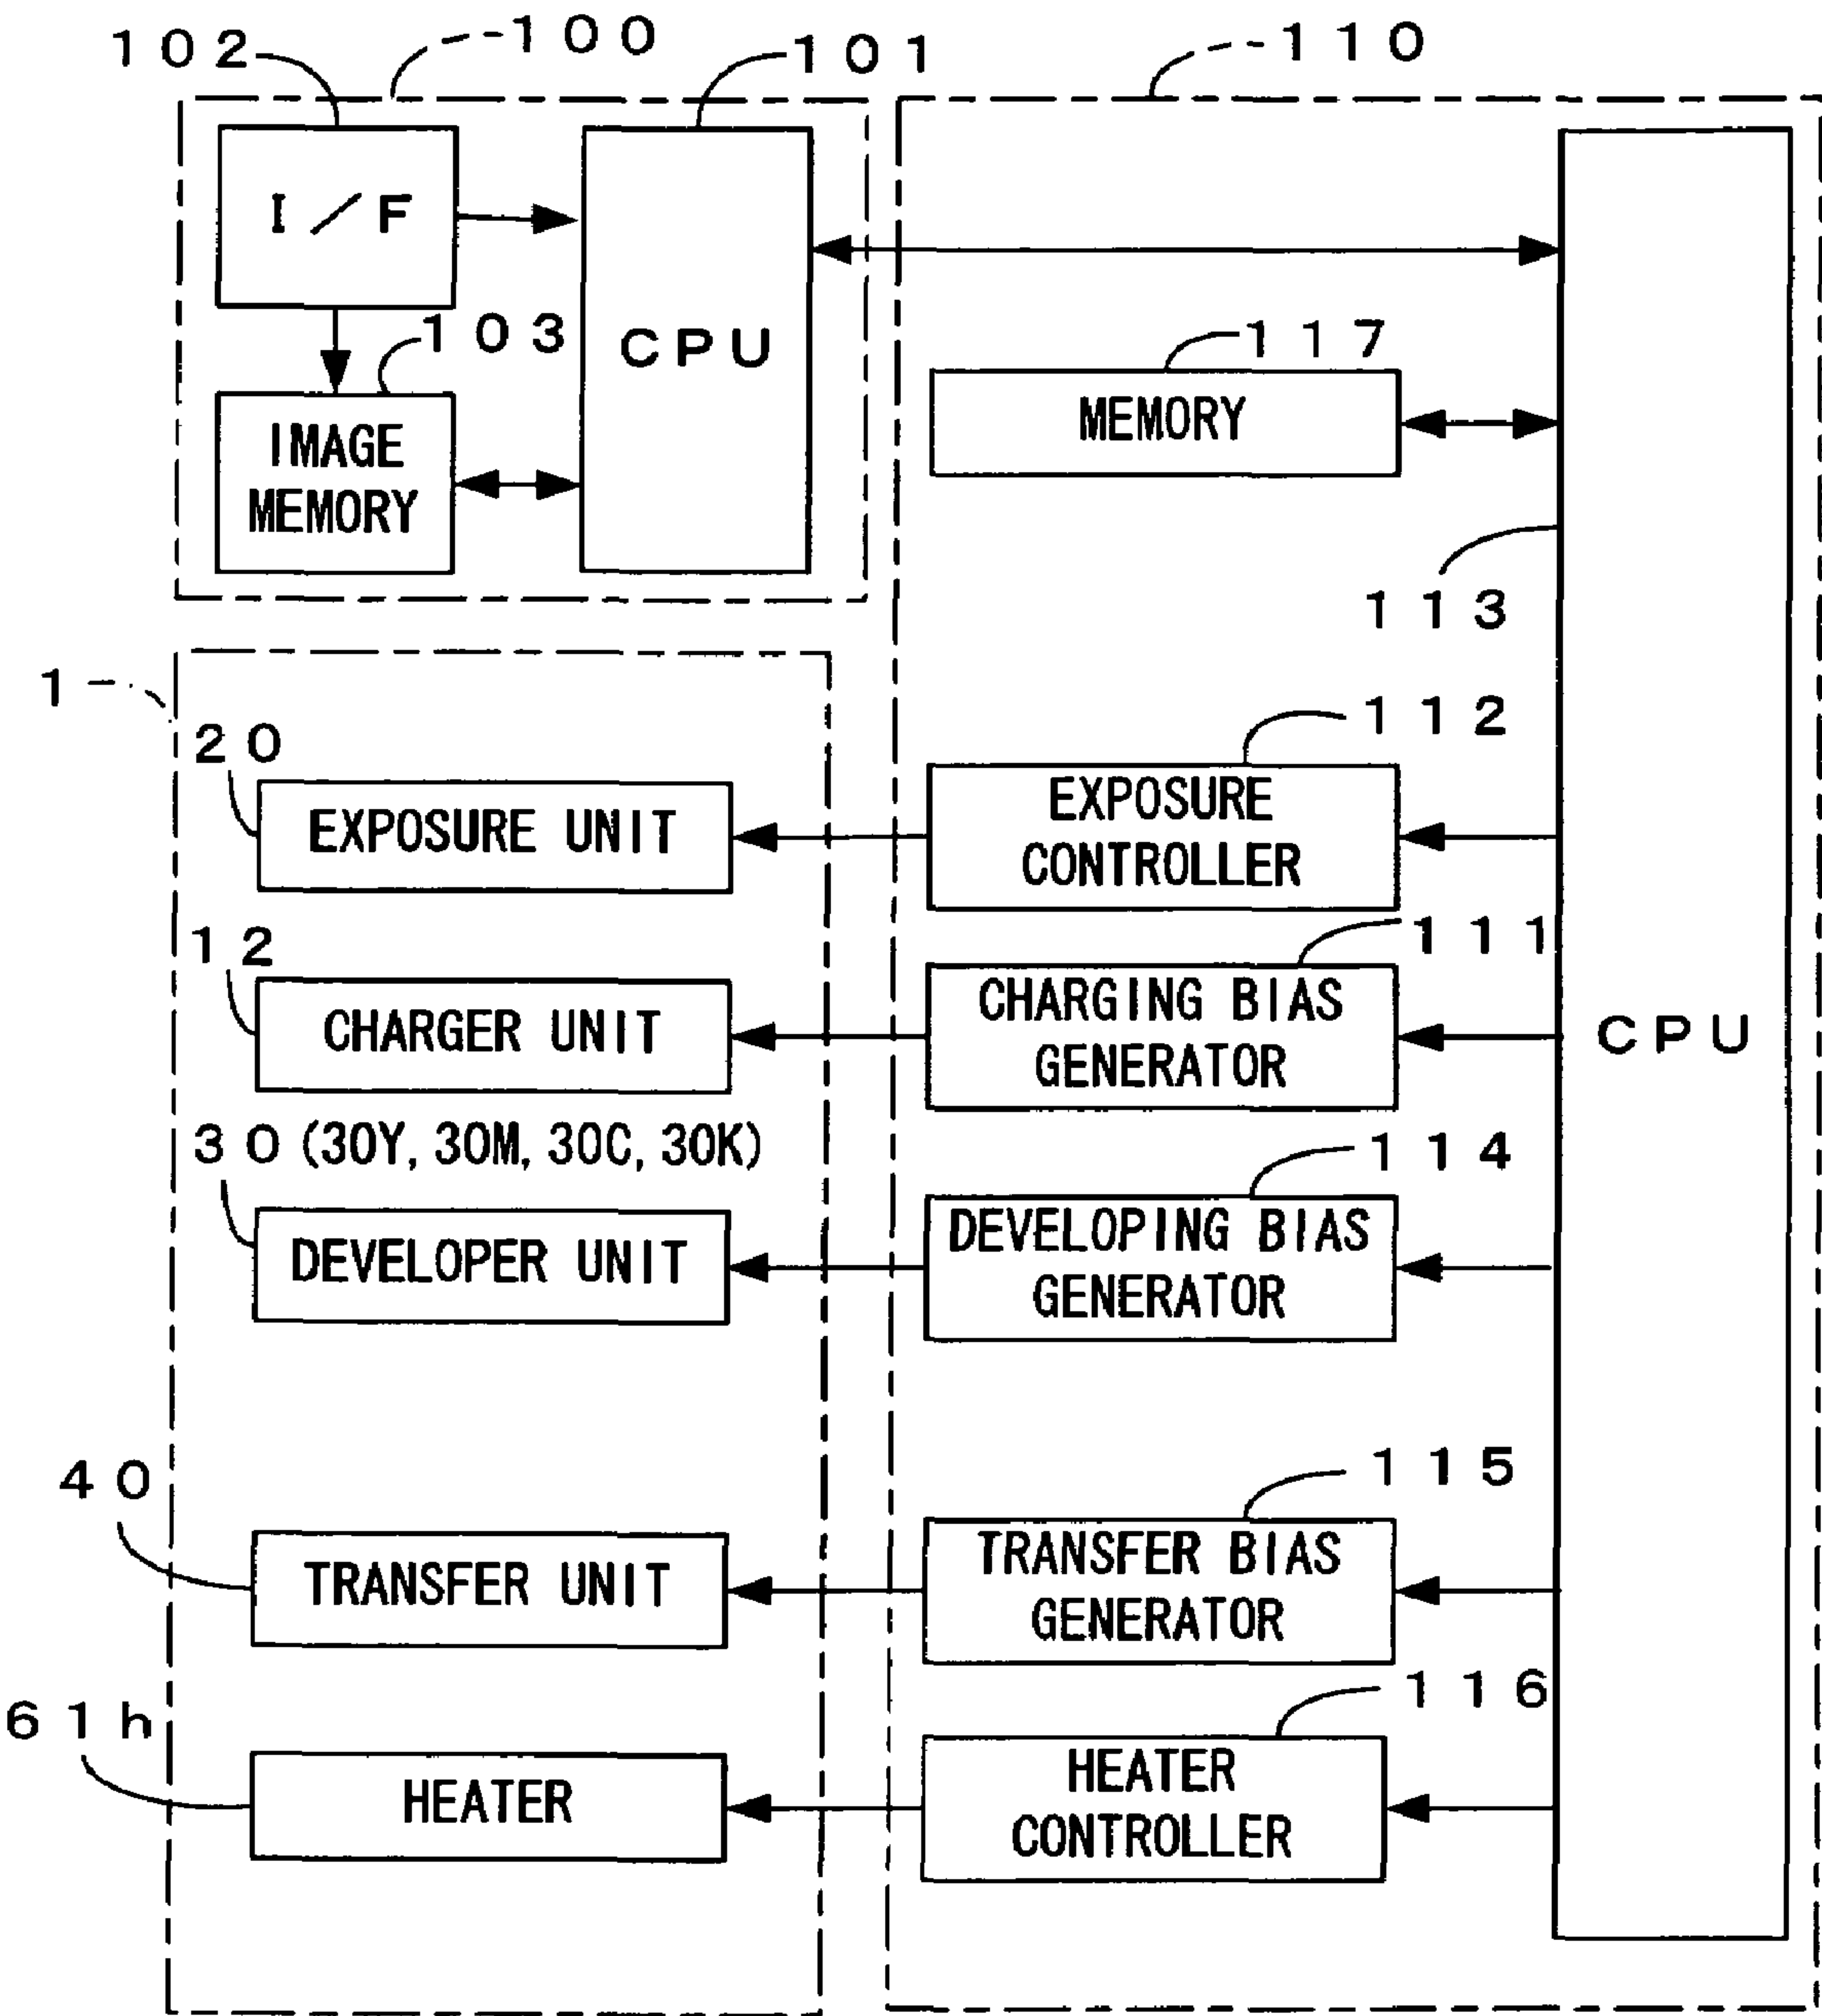 102
100
101
110
I/F
CPU
103
IMAGE
MEMORY
117
MEMORY
113
1
20
EXPOSURE UNIT
112
EXPOSURE
CONTROLLER
12
CHARGER UNIT
111
CHARGING BIAS
GENERATOR
CPU
30 (30Y, 30M, 30C, 30K)
DEVELOPER UNIT
114
DEVELOPING BIAS
GENERATOR
40
TRANSFER UNIT
115
TRANSFER BIAS
GENERATOR
61h
HEATER
116
HEATER
CONTROLLER